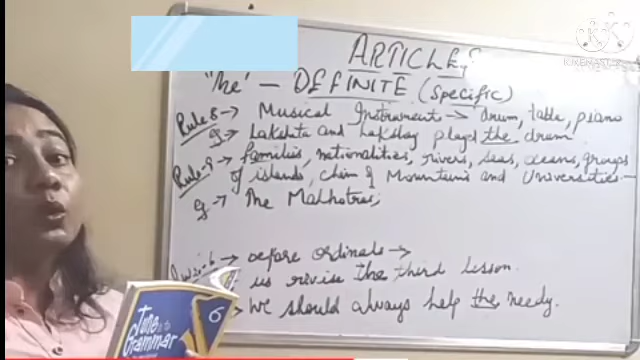 ARTICLES
"The" — DEFINITE (Specific)
Rule 8 → Musical Instruments → drum, tabla, piano
eg → Lakshita and Lakshay plays the drum
Rule-9 → families, nationalities, rivers, seas, oceans, groups
of islands, chain of Mountains and Universities —
eg → The Malhotras,
→ before ordinals →
us revise the third lesson.
We should always help the needy.
Grammar
6